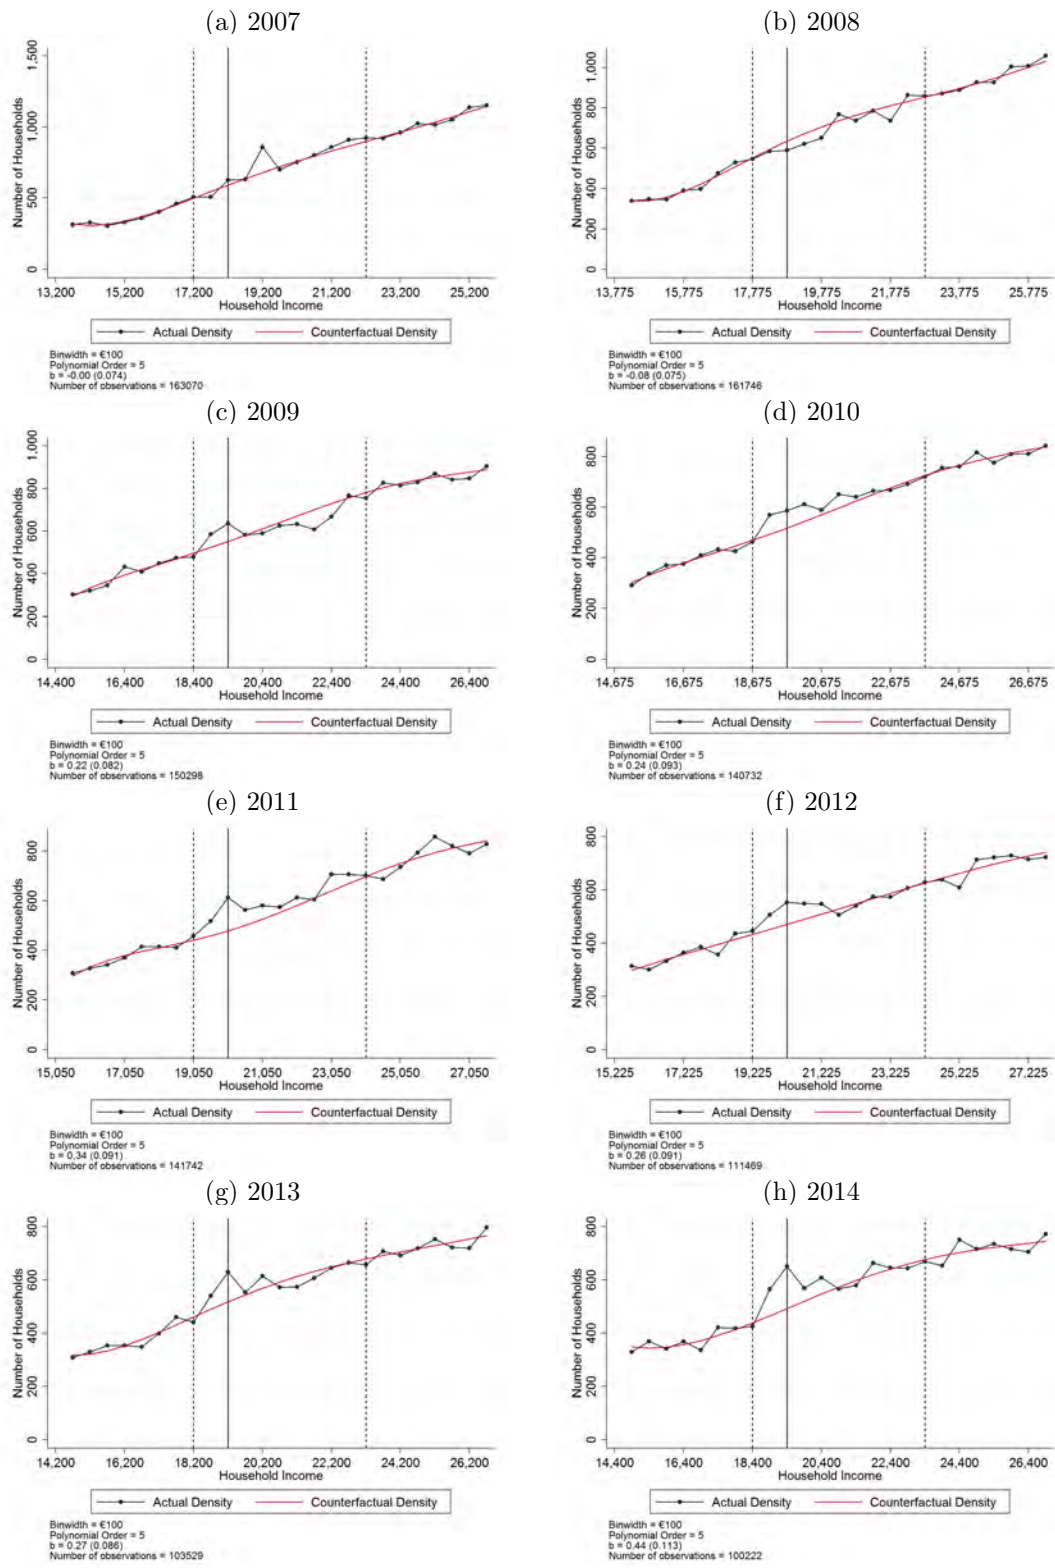 (a) 2007
Number of Households
1,500
1,000
500
0
13,200 15,200 17,200 19,200 21,200 23,200 25,200
Household Income
Actual Density Counterfactual Density
Binwidth = €100
Polynomial Order = 5
b = -0.00 (0.074)
Number of observations = 163070
(b) 2008
Number of Households
1,000
800
600
400
200
0
13,775 15,775 17,775 19,775 21,775 23,775 25,775
Household Income
Actual Density Counterfactual Density
Binwidth = €100
Polynomial Order = 5
b = -0.08 (0.075)
Number of observations = 161746
(c) 2009
Number of Households
1,000
800
600
400
200
0
14,400 16,400 18,400 20,400 22,400 24,400 26,400
Household Income
Actual Density Counterfactual Density
Binwidth = €100
Polynomial Order = 5
b = 0.22 (0.082)
Number of observations = 150298
(d) 2010
Number of Households
800
600
400
200
0
14,675 16,675 18,675 20,675 22,675 24,675 26,675
Household Income
Actual Density Counterfactual Density
Binwidth = €100
Polynomial Order = 5
b = 0.24 (0.093)
Number of observations = 140732
(e) 2011
Number of Households
800
600
400
200
0
15,050 17,050 19,050 21,050 23,050 25,050 27,050
Household Income
Actual Density Counterfactual Density
Binwidth = €100
Polynomial Order = 5
b = 0.34 (0.091)
Number of observations = 141742
(f) 2012
Number of Households
800
600
400
200
0
15,225 17,225 19,225 21,225 23,225 25,225 27,225
Household Income
Actual Density Counterfactual Density
Binwidth = €100
Polynomial Order = 5
b = 0.26 (0.091)
Number of observations = 111469
(g) 2013
Number of Households
800
600
400
200
0
14,200 16,200 18,200 20,200 22,200 24,200 26,200
Household Income
Actual Density Counterfactual Density
Binwidth = €100
Polynomial Order = 5
b = 0.27 (0.086)
Number of observations = 103529
(h) 2014
Number of Households
800
600
400
200
0
14,400 16,400 18,400 20,400 22,400 24,400 26,400
Household Income
Actual Density Counterfactual Density
Binwidth = €100
Polynomial Order = 5
b = 0.44 (0.113)
Number of observations = 100222